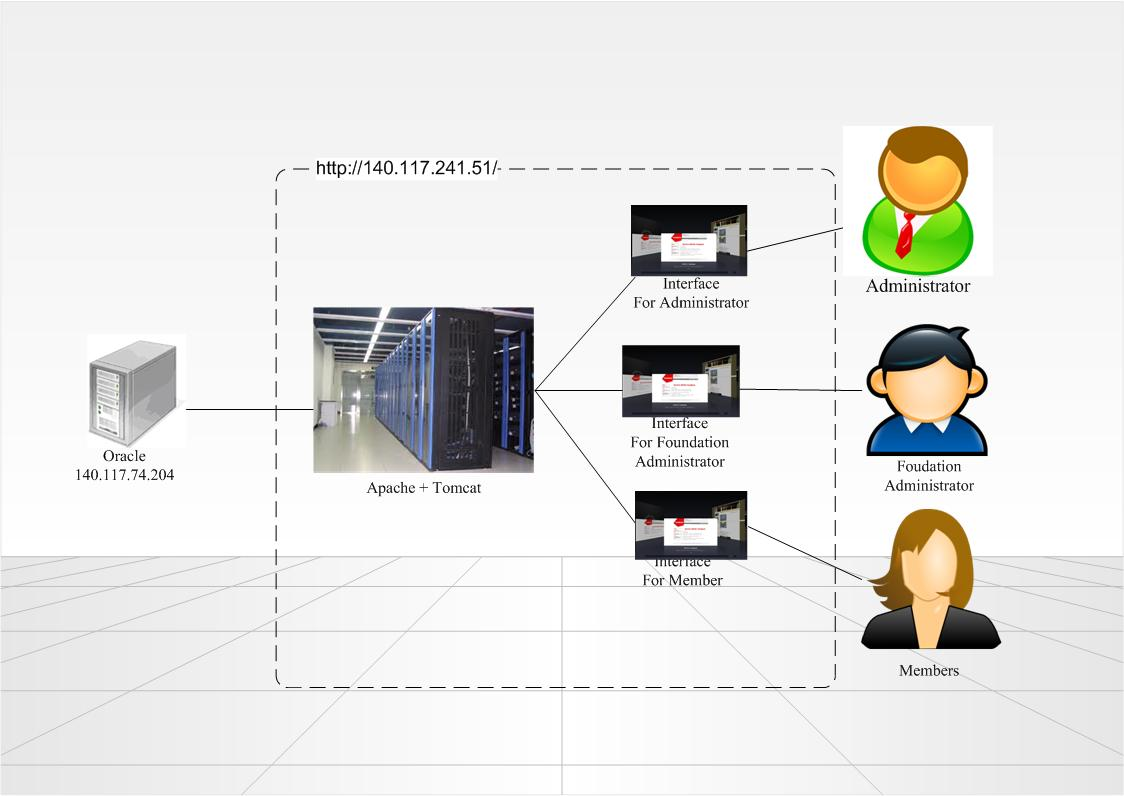 http://140.117.241.51/
Interface
For Administrator
Administrator
Interface
For Foundation
Administrator
Foudation
Administrator
Oracle
140.117.74.204
Apache + Tomcat
Interface
For Member
Members